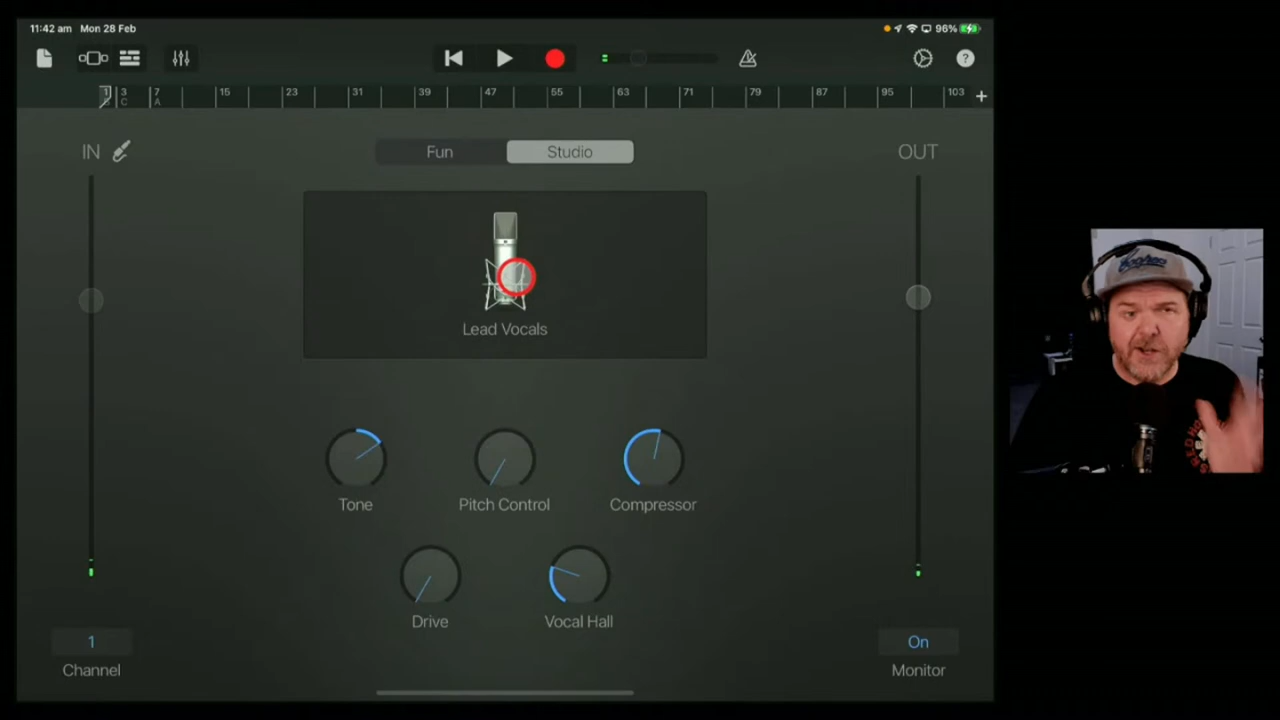 11:42 am Mon 28 Feb
96%
1 3 7 15 23 31 39 47 55 63 71 79 87 95 103 +
C A
IN
Fun Studio
OUT
Lead Vocals
Tone Pitch Control Compressor
Drive Vocal Hall
1
Channel
On
Monitor